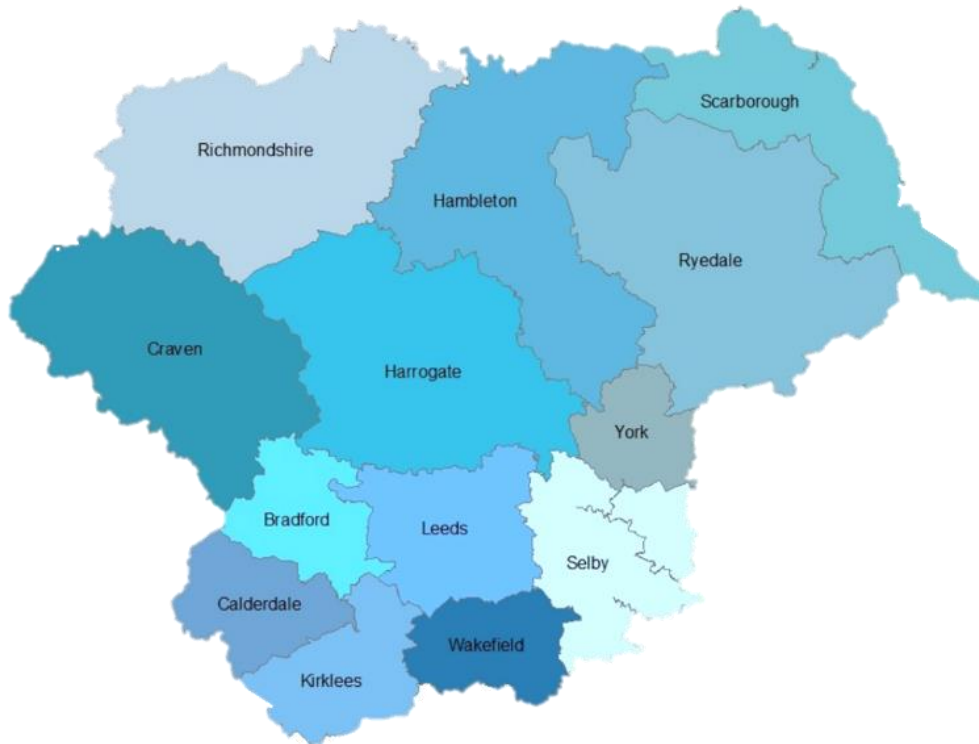 Scarborough
Richmondshire
Hambleton
Ryedale
Craven
Harrogate
York
Bradford
Leeds
Selby
Calderdale
Wakefield
Kirklees